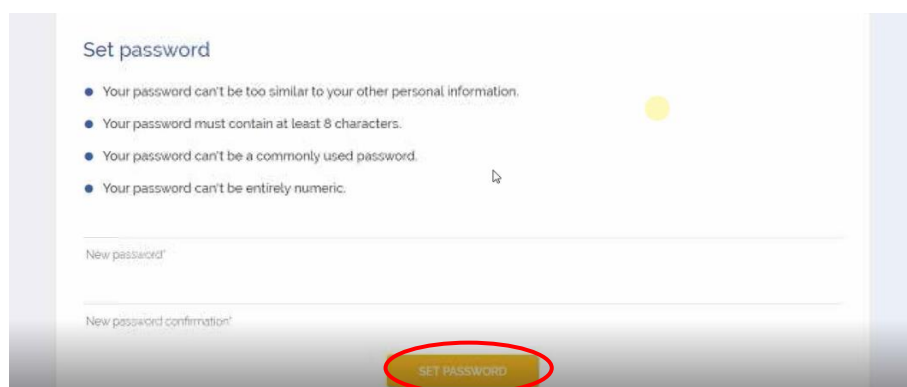 Set password
Your password can't be too similar to your other personal information.
Your password must contain at least 8 characters.
Your password can't be a commonly used password.
Your password can't be entirely numeric.
New password*
New password confirmation*
SET PASSWORD